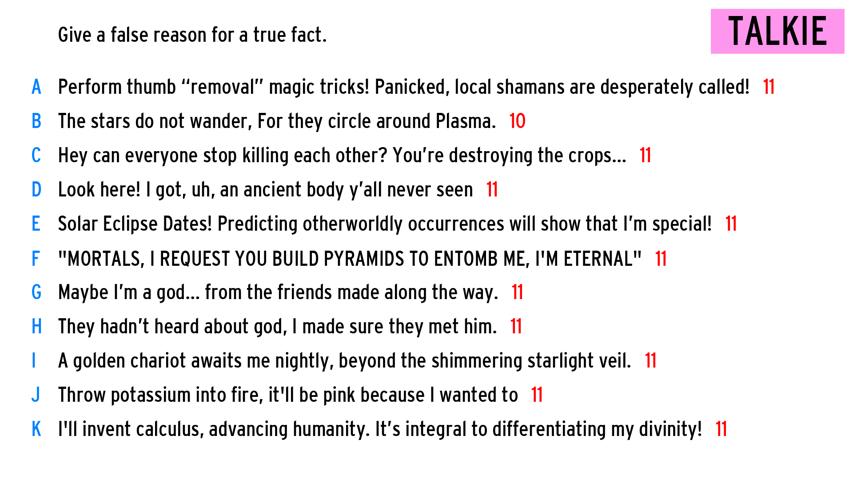 Give a false reason for a true fact.
TALKIE
A Perform thumb “removal” magic tricks! Panicked, local shamans are desperately called! 11
B The stars do not wander, For they circle around Plasma. 10
C Hey can everyone stop killing each other? You’re destroying the crops... 11
D Look here! I got, uh, an ancient body y’all never seen 11
E Solar Eclipse Dates! Predicting otherworldly occurrences will show that I’m special! 11
F "MORTALS, I REQUEST YOU BUILD PYRAMIDS TO ENTOMB ME, I'M ETERNAL" 11
G Maybe I’m a god... from the friends made along the way. 11
H They hadn’t heard about god, I made sure they met him. 11
I A golden chariot awaits me nightly, beyond the shimmering starlight veil. 11
J Throw potassium into fire, it'll be pink because I wanted to 11
K I'll invent calculus, advancing humanity. It’s integral to differentiating my divinity! 11